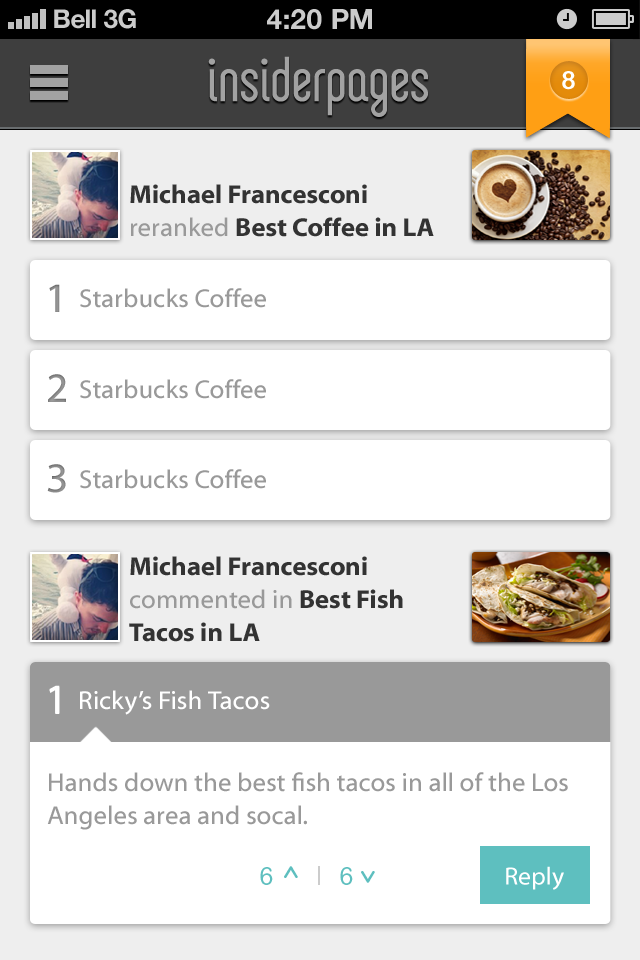 Bell 3G
4:20 PM
insiderpages
8
Michael Francesconi
reranked Best Coffee in LA
1 Starbucks Coffee
2 Starbucks Coffee
3 Starbucks Coffee
Michael Francesconi
commented in Best Fish
Tacos in LA
1 Ricky’s Fish Tacos
Hands down the best fish tacos in all of the Los
Angeles area and socal.
6 | 6
Reply